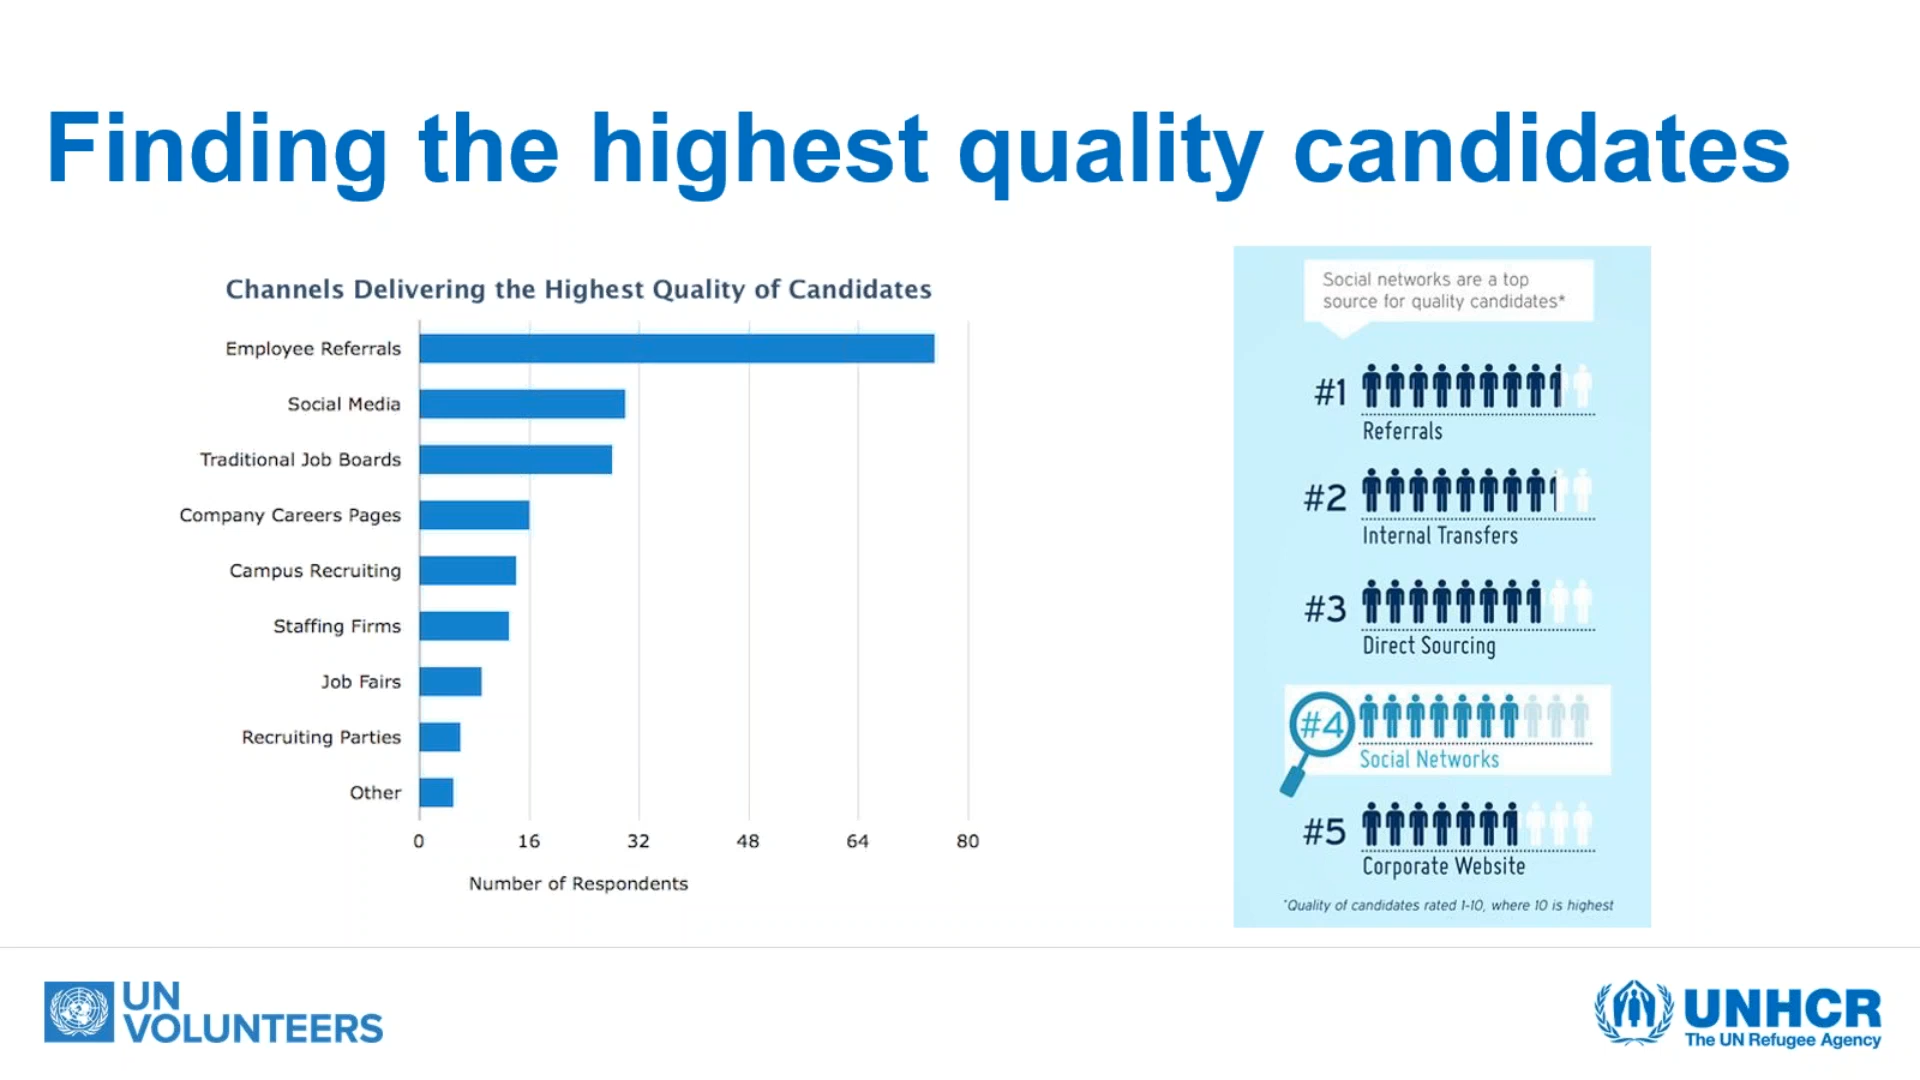 Finding the highest quality candidates
Channels Delivering the Highest Quality of Candidates
Employee Referrals
Social Media
Traditional Job Boards
Company Careers Pages
Campus Recruiting
Staffing Firms
Job Fairs
Recruiting Parties
Other
0 16 32 48 64 80
Number of Respondents
Social networks are a top
source for quality candidates*
#1
Referrals
#2
Internal Transfers
#3
Direct Sourcing
#4
Social Networks
#5
Corporate Website
*Quality of candidates rated 1-10, where 10 is highest
UN
VOLUNTEERS
UNHCR
The UN Refugee Agency